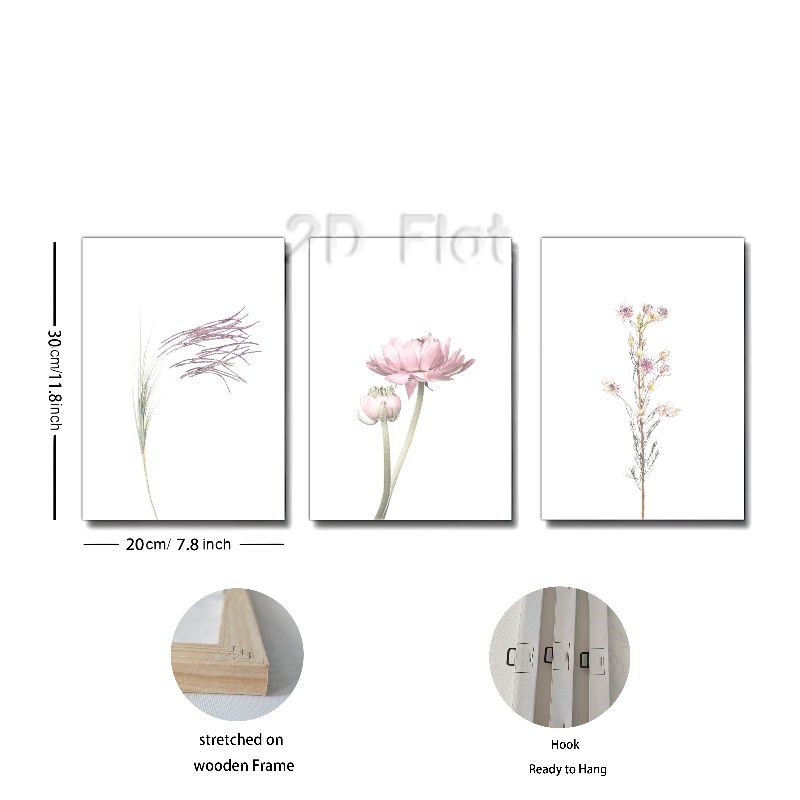 2D Flat
30cm/11.8inch
20cm/ 7.8 inch
stretched on
wooden Frame
Hook
Ready to Hang